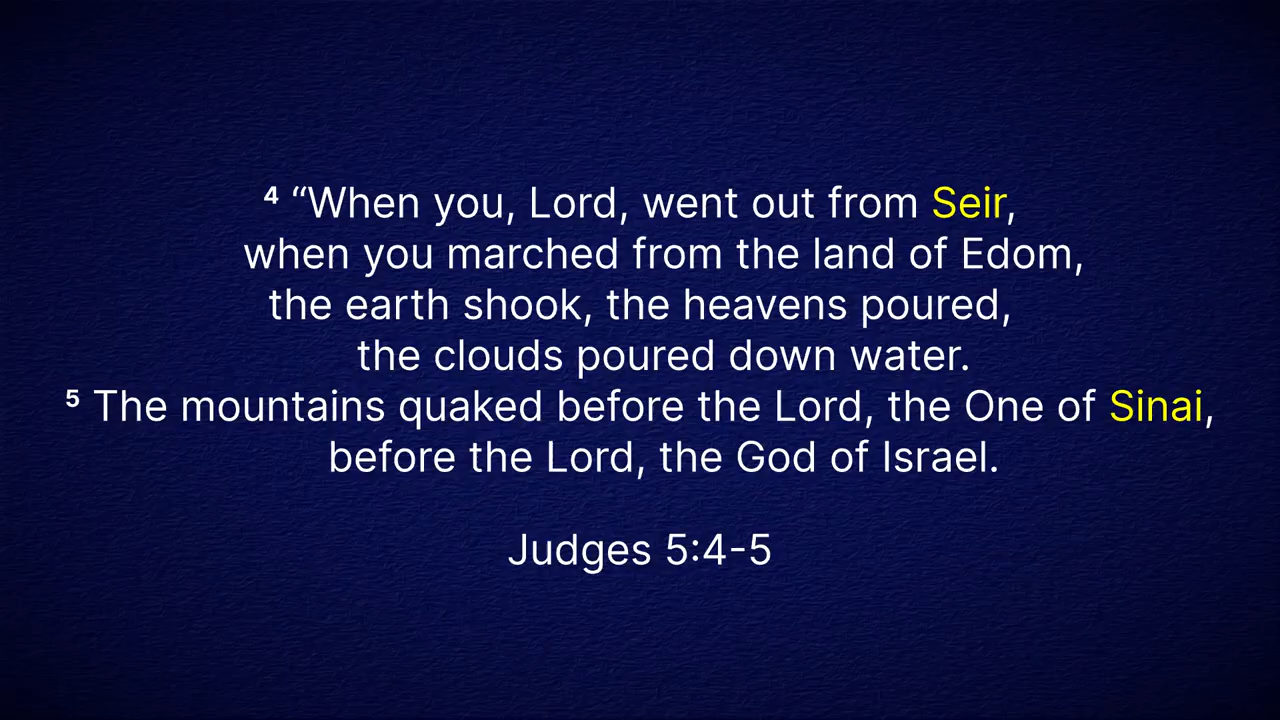 ⁴ “When you, Lord, went out from Seir,
when you marched from the land of Edom,
the earth shook, the heavens poured,
the clouds poured down water.
⁵ The mountains quaked before the Lord, the One of Sinai,
before the Lord, the God of Israel.
Judges 5:4-5